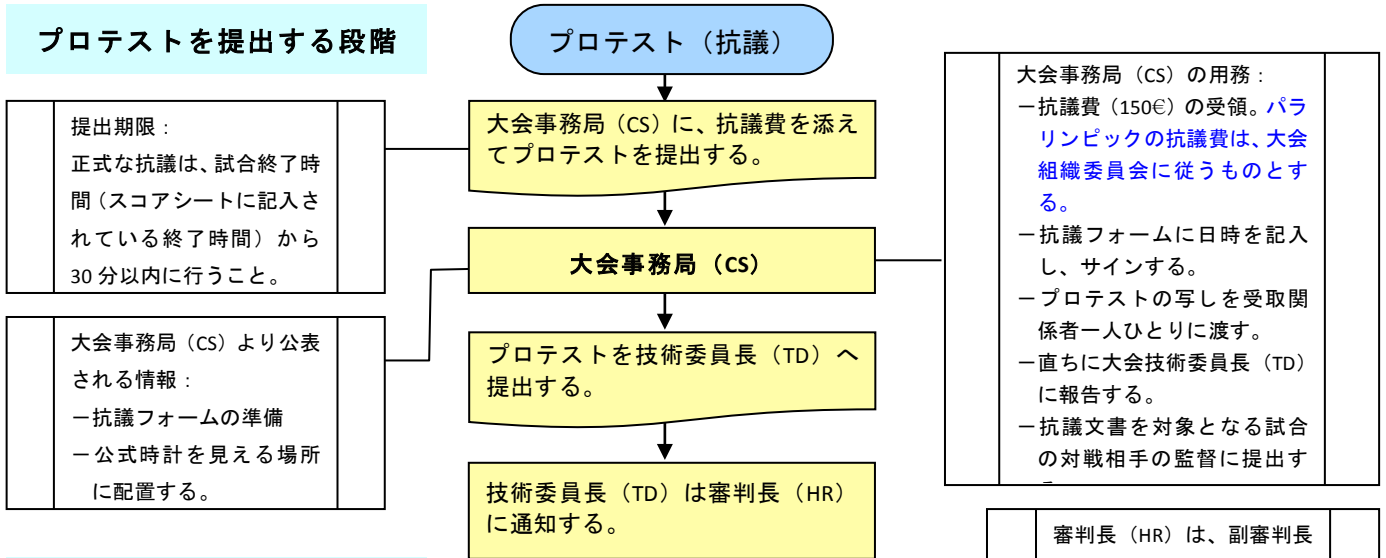 プロテストを提出する段階
プロテスト（抗議）
大会事務局（CS）に、抗議費を添え
てプロテストを提出する。
提出期限：
正式な抗議は、試合終了時
間（スコアシートに記入さ
れている終了時間）から
30 分以内に行うこと。
大会事務局（CS）
大会事務局（CS）の用務：
－抗議費（150€）の受領。パラ
リンピックの抗議費は、大会
組織委員会に従うものとす
る。
－抗議フォームに日時を記入
し、サインする。
－プロテストの写しを受取関
係者一人ひとりに渡す。
－直ちに大会技術委員長（TD）
に報告する。
－抗議文書を対象となる試合
の対戦相手の監督に提出す
大会事務局（CS）より公表
される情報：
－抗議フォームの準備
－公式時計を見える場所
に配置する。
プロテストを技術委員長（TD）へ
提出する。
技術委員長（TD）は審判長（HR）
に通知する。
審判長（HR）は、副審判長